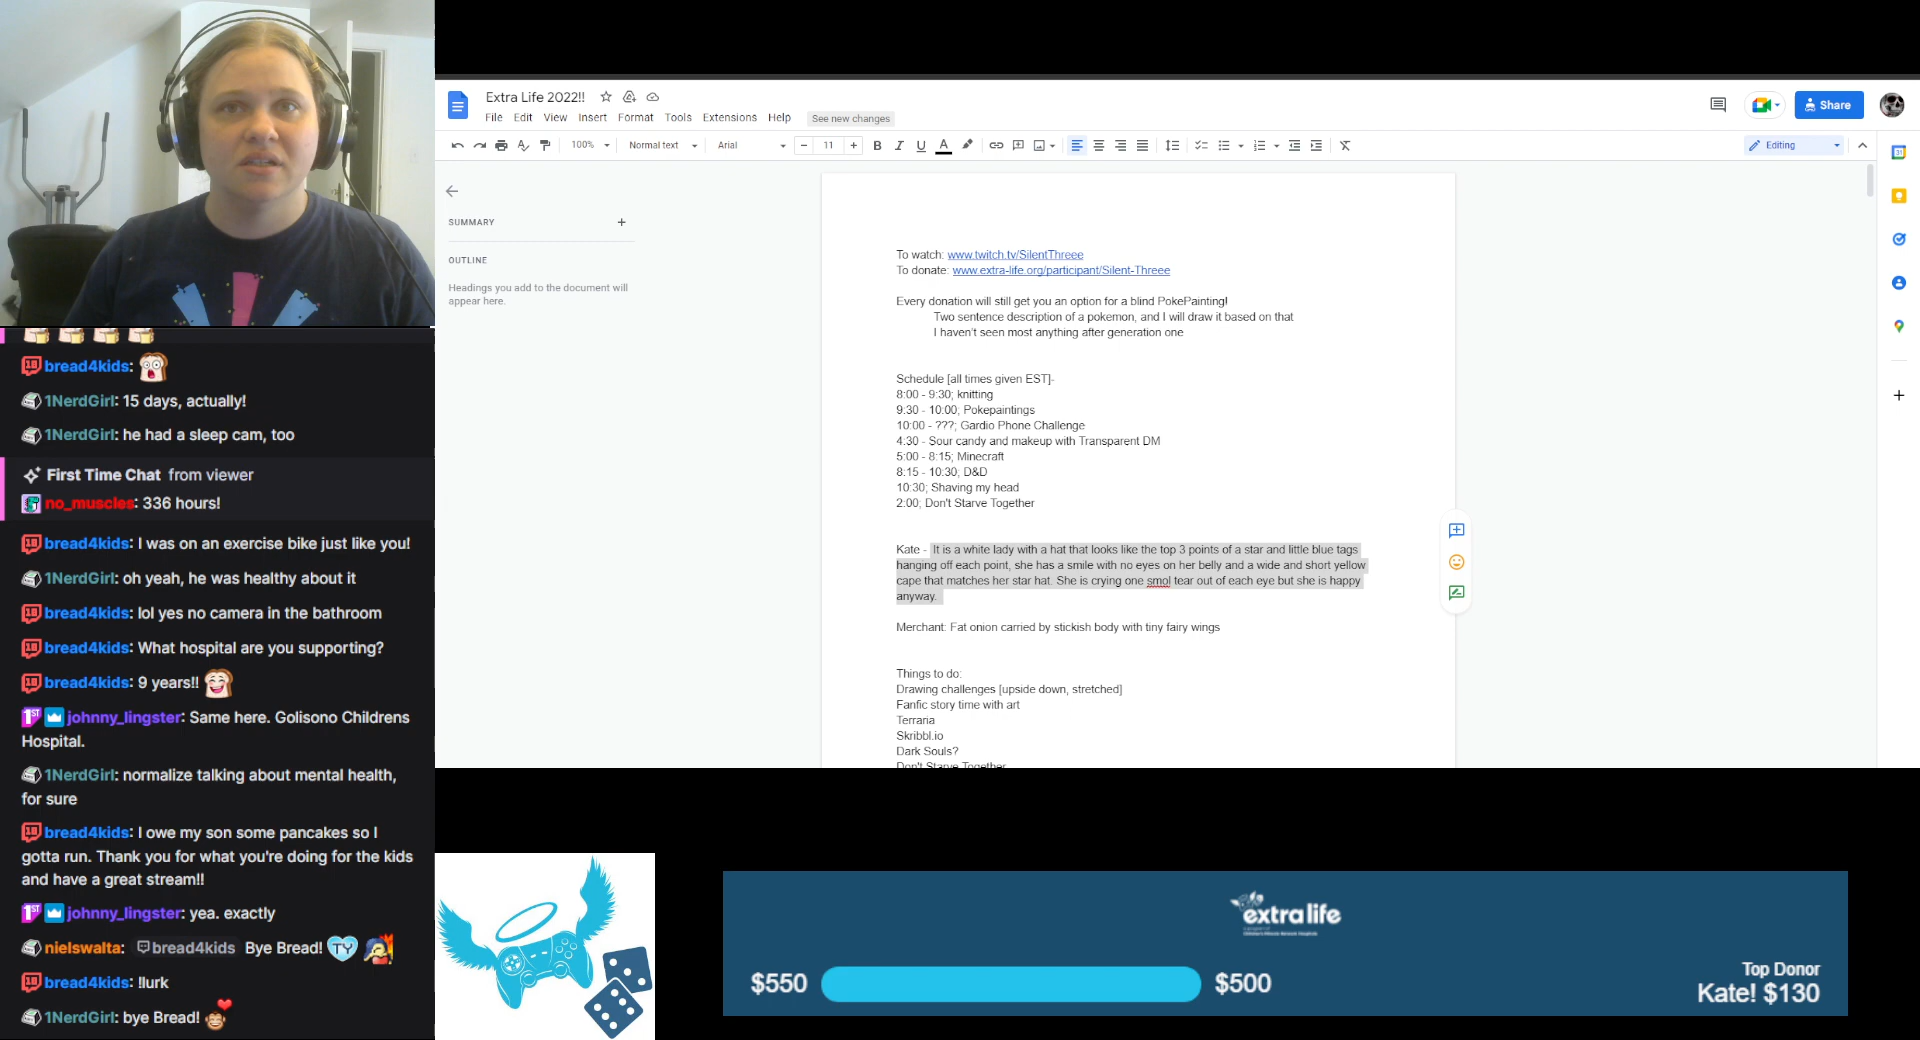 bread4kids:
1NerdGirl: 15 days, actually!
1NerdGirl: he had a sleep cam, too
First Time Chat from viewer
no_muscles: 336 hours!
bread4kids: I was on an exercise bike just like you!
1NerdGirl: oh yeah, he was healthy about it
bread4kids: lol yes no camera in the bathroom
bread4kids: What hospital are you supporting?
bread4kids: 9 years!!
johnny_lingster: Same here. Golisono Childrens
Hospital.
1NerdGirl: normalize talking about mental health,
for sure
bread4kids: I owe my son some pancakes so I
gotta run. Thank you for what you're doing for the kids
and have a great stream!!
johnny_lingster: yea. exactly
nielswalta: bread4kids Bye Bread! TY
bread4kids: !lurk
1NerdGirl: bye Bread!
Extra Life 2022!!
File Edit View Insert Format Tools Extensions Help See new changes
Share
100% Normal text Arial 11 B I U A Editing
SUMMARY
OUTLINE
Headings you add to the document will
appear here.
To watch: www.twitch.tv/SilentThreee
To donate: www.extra-life.org/participant/Silent-Threee
Every donation will still get you an option for a blind PokePainting!
Two sentence description of a pokemon, and I will draw it based on that
I haven't seen most anything after generation one
Schedule [all times given EST]-
8:00 - 9:30; knitting
9:30 - 10:00; Pokepaintings
10:00 - ???; Gardio Phone Challenge
4:30 - Sour candy and makeup with Transparent DM
5:00 - 8:15; Minecraft
8:15 - 10:30; D&D
10:30; Shaving my head
2:00; Don't Starve Together
Kate - It is a white lady with a hat that looks like the top 3 points of a star and little blue tags
hanging off each point, she has a smile with no eyes on her belly and a wide and short yellow
cape that matches her star hat. She is crying one smol tear out of each eye but she is happy
anyway.
Merchant: Fat onion carried by stickish body with tiny fairy wings
Things to do:
Drawing challenges [upside down, stretched]
Fanfic story time with art
Terraria
Skribbl.io
Dark Souls?
Don't Starve Together
extra life
$550 $500
Top Donor
Kate! $130